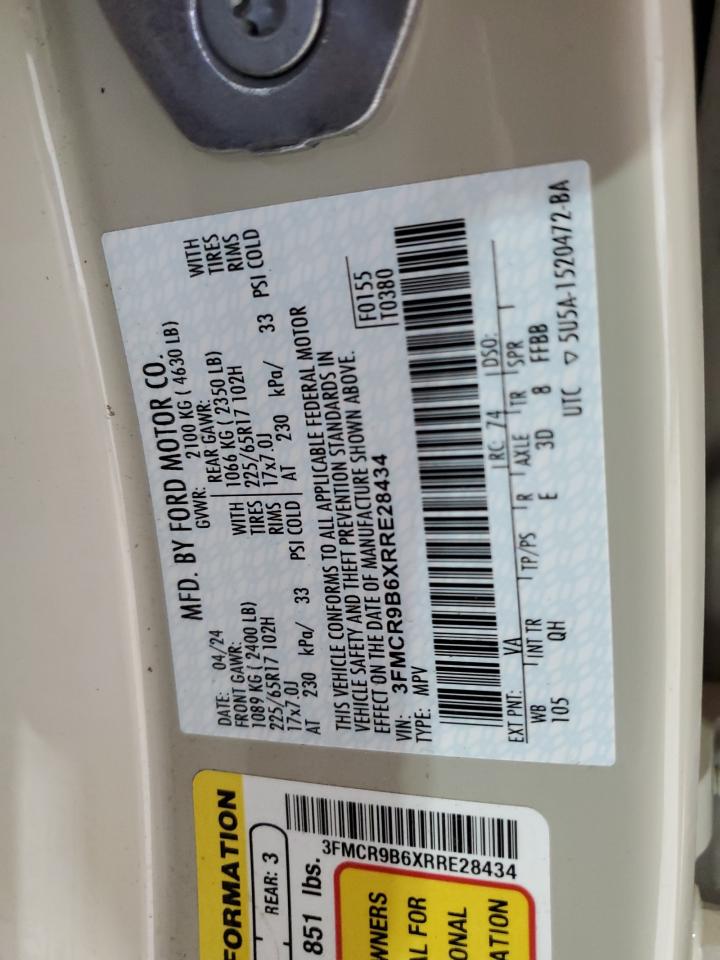 MFD. BY FORD MOTOR CO.
DATE: 04/24
GVWR: 2100 KG ( 4630 LB)
FRONT GAWR:
1089 KG ( 2400 LB)
WITH
225/65R17 102H
TIRES
17x7.0J
RIMS
AT 230 kPa/ 33 PSI COLD
REAR GAWR:
1066 KG ( 2350 LB)
WITH
225/65R17 102H
TIRES
17x7.0J
RIMS
AT 230 kPa/ 33 PSI COLD
THIS VEHICLE CONFORMS TO ALL APPLICABLE FEDERAL MOTOR
VEHICLE SAFETY AND THEFT PREVENTION STANDARDS IN
EFFECT ON THE DATE OF MANUFACTURE SHOWN ABOVE.
VIN: 3FMCR9B6XRRE28434
TYPE: MPV
F0155
T0380
EXT PNT: VA RC: 74 DSO:
WB INT TR TP/PS R AXLE TR SPR
105 QH E 3D 8 FFBB
UTC ▽ 5U5A-1520472-BA
FORMATION
REAR: 3
851 lbs.
3FMCR9B6XRRE28434
WNERS
AL FOR
ONAL
ATION